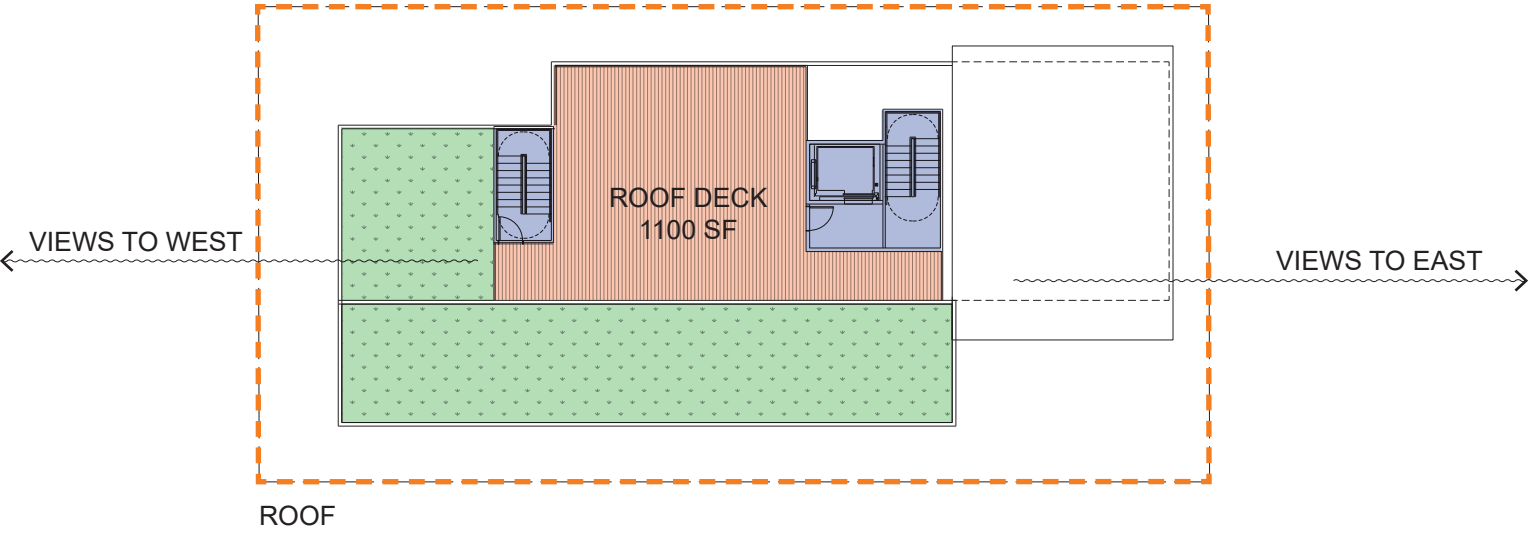 ROOF DECK
1100 SF
VIEWS TO WEST
VIEWS TO EAST
ROOF